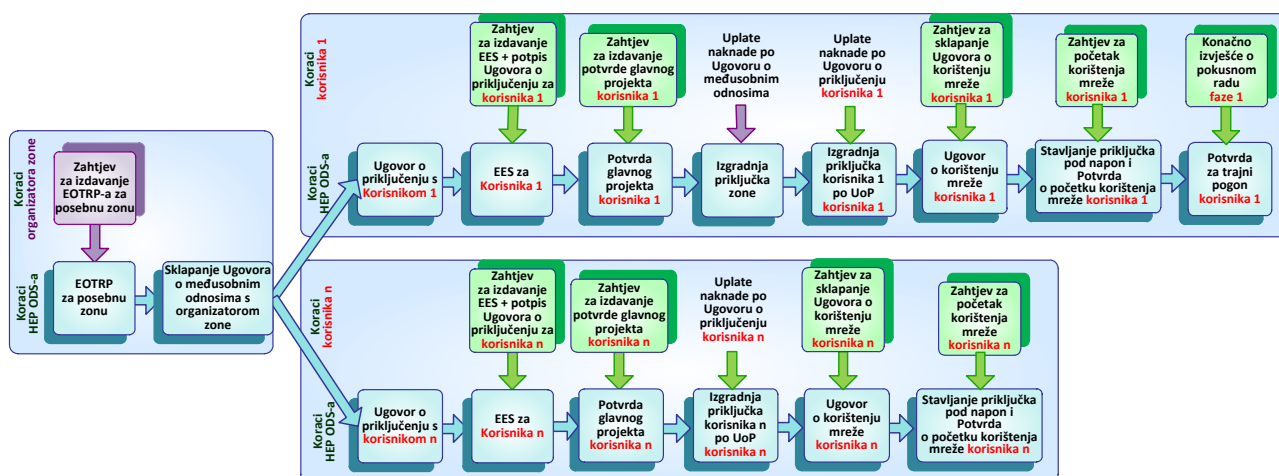 Koraci
organizatora zone
Zahtjev
za izdavanje
EOTRP-a za
posebnu zonu
Koraci
HEP ODS-a
EOTRP
za posebnu
zonu
Sklapanje Ugovora
o međusobnim
odnosima s
organizatorom
zone
Koraci
korisnika 1
Zahtjev
za izdavanje
EES + potpis
Ugovora o
priključenju za
korisnika 1
Zahtjev
za izdavanje
potvrde glavnog
projekta
korisnika 1
Uplate
naknade po
Ugovoru o
međusobnim
odnosima
Uplate
naknade po
Ugovoru o
priključenju
korisnika 1
Zahtjev za
sklapanje
Ugovora o
korištenju
mreže
korisnika 1
Zahtjev za
početak
korištenja
mreže
korisnika 1
Konačno
izvješće o
pokusnom
radu
faze 1
Koraci
HEP ODS-a
Ugovor o
priključenju s
Korisnikom 1
EES za
Korisnika 1
Potvrda
glavnog
projekta
korisnika 1
Izgradnja
priključka
zone
Izgradnja
priključka
korisnika 1
po UoP
korisnika 1
Ugovor
o korištenju
mreže
korisnika 1
Stavljanje priključka
pod napon i
Potvrda
o početku korištenja
mreže korisnika 1
Potvrda
za trajni
pogon
korisnika 1
Koraci
korisnika n
Zahtjev
za izdavanje
EES + potpis
Ugovora o
priključenju za
korisnika n
Zahtjev
za izdavanje
potvrde glavnog
projekta
korisnika n
Uplate
naknade po
Ugovoru o
priključenju
korisnika n
Zahtjev za
sklapanje
Ugovora o
korištenju
mreže
korisnika n
Zahtjev za
početak
korištenja
mreže
korisnika n
Koraci
HEP ODS-a
Ugovor o
priključenju s
korisnikom n
EES za
Korisnika n
Potvrda
glavnog
projekta
korisnika n
Izgradnja
priključka
korisnika n
po UoP
korisnika n
Ugovor
o korištenju
mreže
korisnika n
Stavljanje priključka
pod napon i
Potvrda
o početku korištenja
mreže korisnika n